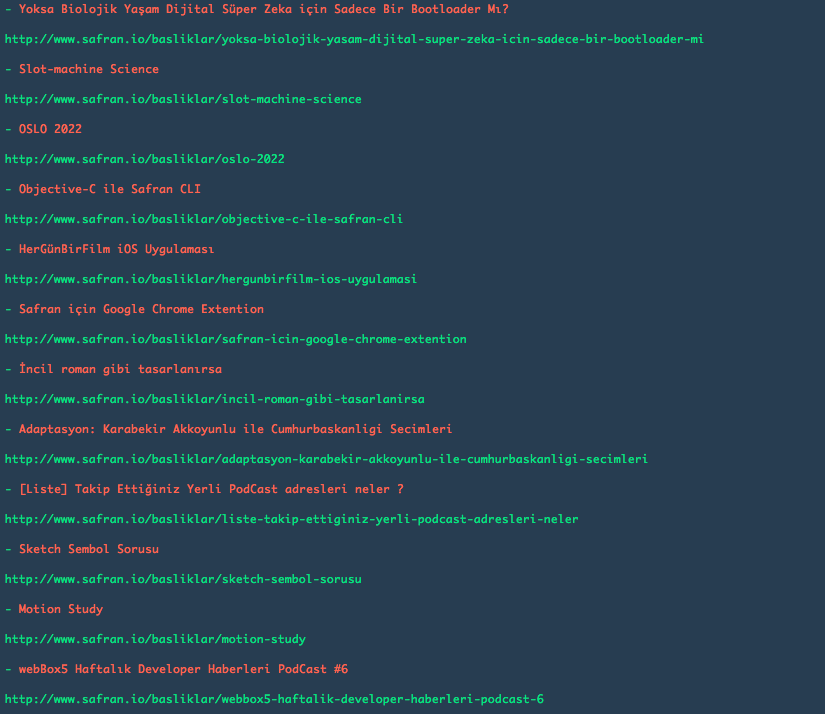 - Yoksa Biolojik Yaşam Dijital Süper Zeka için Sadece Bir Bootloader Mı?
http://www.safran.io/basliklar/yoksa-biolojik-yasam-dijital-super-zeka-icin-sadece-bir-bootloader-mi
- Slot-machine Science
http://www.safran.io/basliklar/slot-machine-science
- OSLO 2022
http://www.safran.io/basliklar/oslo-2022
- Objective-C ile Safran CLI
http://www.safran.io/basliklar/objective-c-ile-safran-cli
- HerGünBirFilm iOS Uygulaması
http://www.safran.io/basliklar/hergunbirfilm-ios-uygulamasi
- Safran için Google Chrome Extention
http://www.safran.io/basliklar/safran-icin-google-chrome-extention
- İncil roman gibi tasarlanırsa
http://www.safran.io/basliklar/incil-roman-gibi-tasarlanirsa
- Adaptasyon: Karabekir Akkoyunlu ile Cumhurbaskanligi Secimleri
http://www.safran.io/basliklar/adaptasyon-karabekir-akkoyunlu-ile-cumhurbaskanligi-secimleri
- [Liste] Takip Ettiğiniz Yerli PodCast adresleri neler ?
http://www.safran.io/basliklar/liste-takip-ettiginiz-yerli-podcast-adresleri-neler
- Sketch Sembol Sorusu
http://www.safran.io/basliklar/sketch-sembol-sorusu
- Motion Study
http://www.safran.io/basliklar/motion-study
- webBox5 Haftalık Developer Haberleri PodCast #6
http://www.safran.io/basliklar/webbox5-haftalik-developer-haberleri-podcast-6